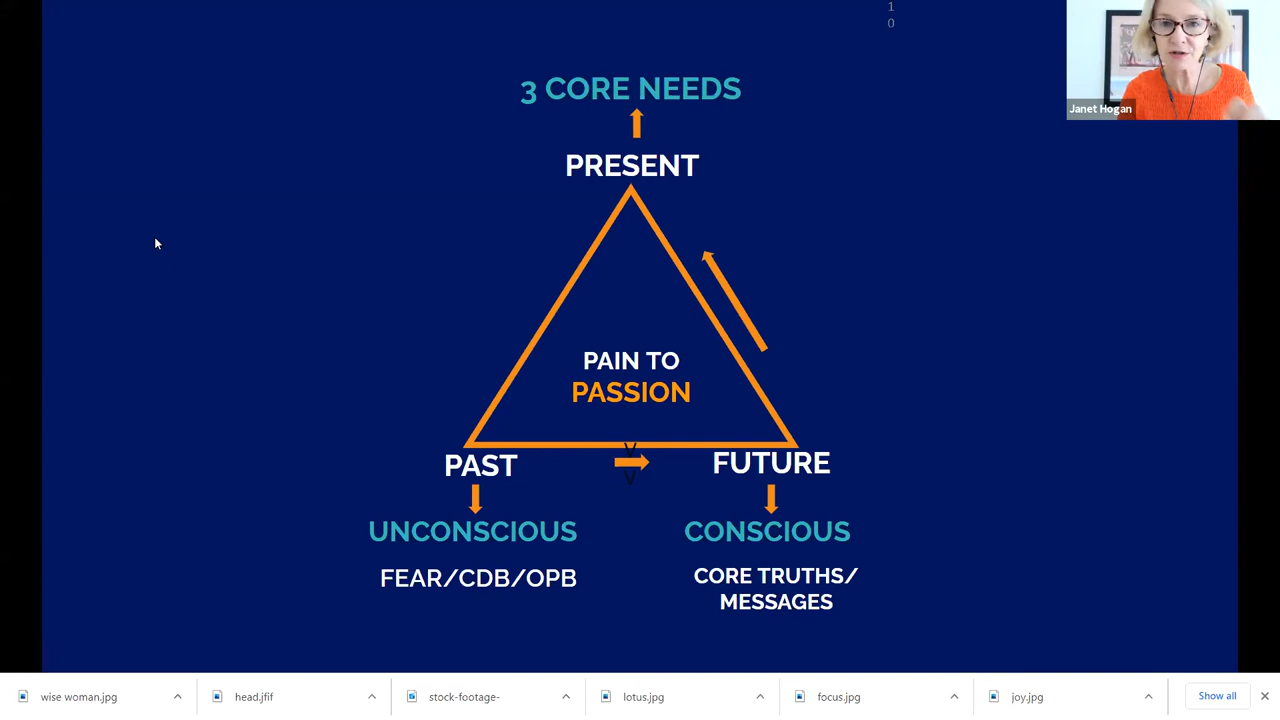 1
0
3 CORE NEEDS
PRESENT
Janet Hogan
PAIN TO
PASSION
V
V
PAST
FUTURE
UNCONSCIOUS
CONSCIOUS
FEAR/CDB/OPB
CORE TRUTHS/
MESSAGES
wise woman.jpg
head.jfif
stock-footage-
lotus.jpg
focus.jpg
joy.jpg
Show all